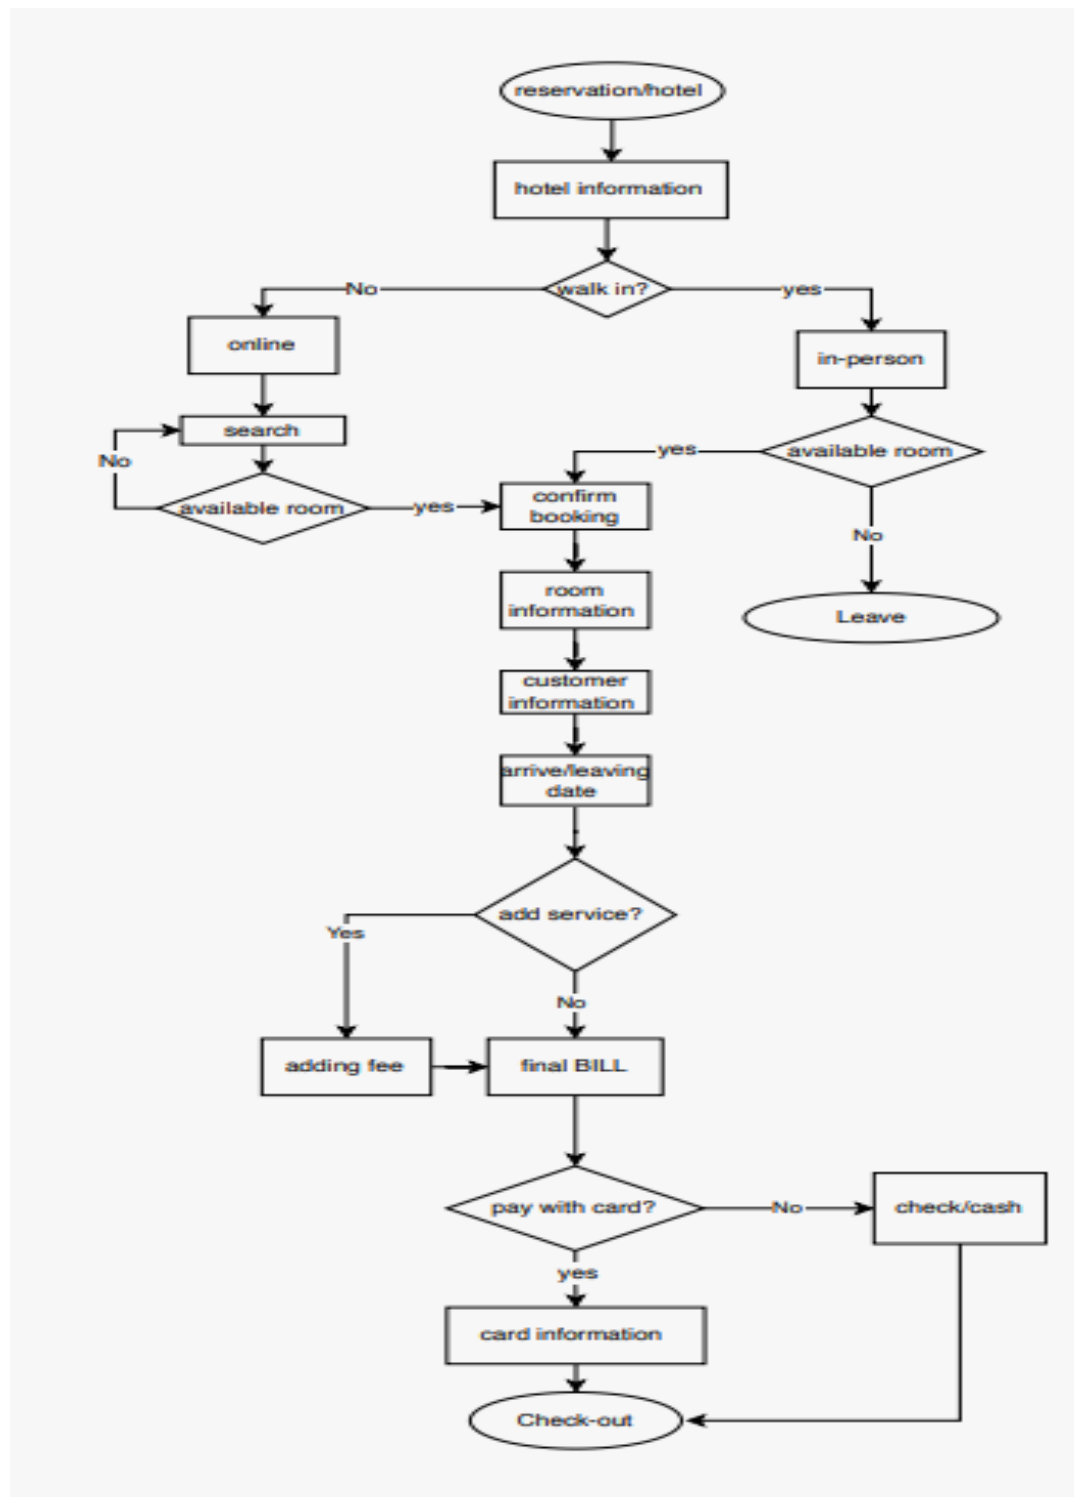 reservation/hotel
hotel information
walk in?
No
yes
online
in-person
search
available room
No
yes
available room
yes
No
Leave
confirm
booking
room
information
customer
information
arrive/leaving
date
add service?
Yes
No
adding fee
final BILL
pay with card?
No
check/cash
yes
card information
Check-out